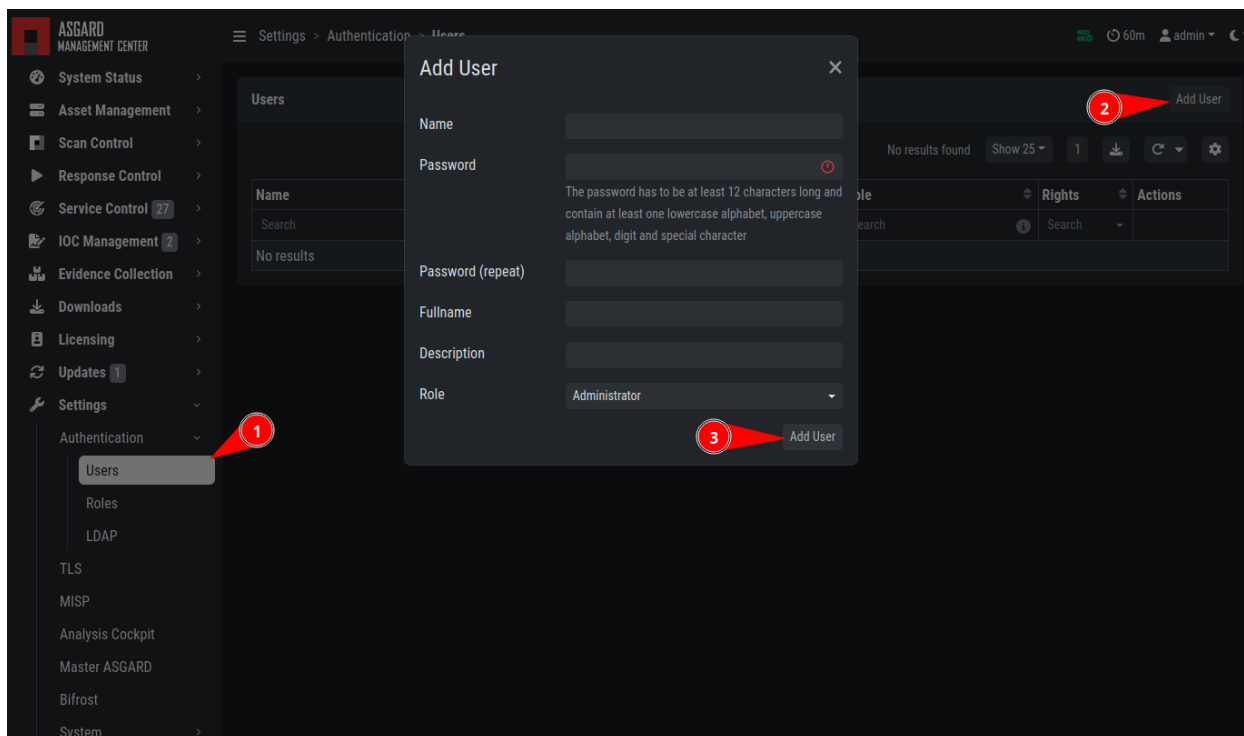 ASGARD
MANAGEMENT CENTER
Settings > Authentication > Users
60m
admin
System Status
Asset Management
Scan Control
Response Control
Service Control 27
IOC Management 2
Evidence Collection
Downloads
Licensing
Updates 1
Settings
Authentication
Users
Roles
LDAP
TLS
MISP
Analysis Cockpit
Master ASGARD
Bifrost
System
1
Users
2
Add User
No results found
Show 25
1
Name
Rights
Actions
Search
Search
No results
Add User
Name
Password
The password has to be at least 12 characters long and
contain at least one lowercase alphabet, uppercase
alphabet, digit and special character
Password (repeat)
Fullname
Description
Role
Administrator
3
Add User